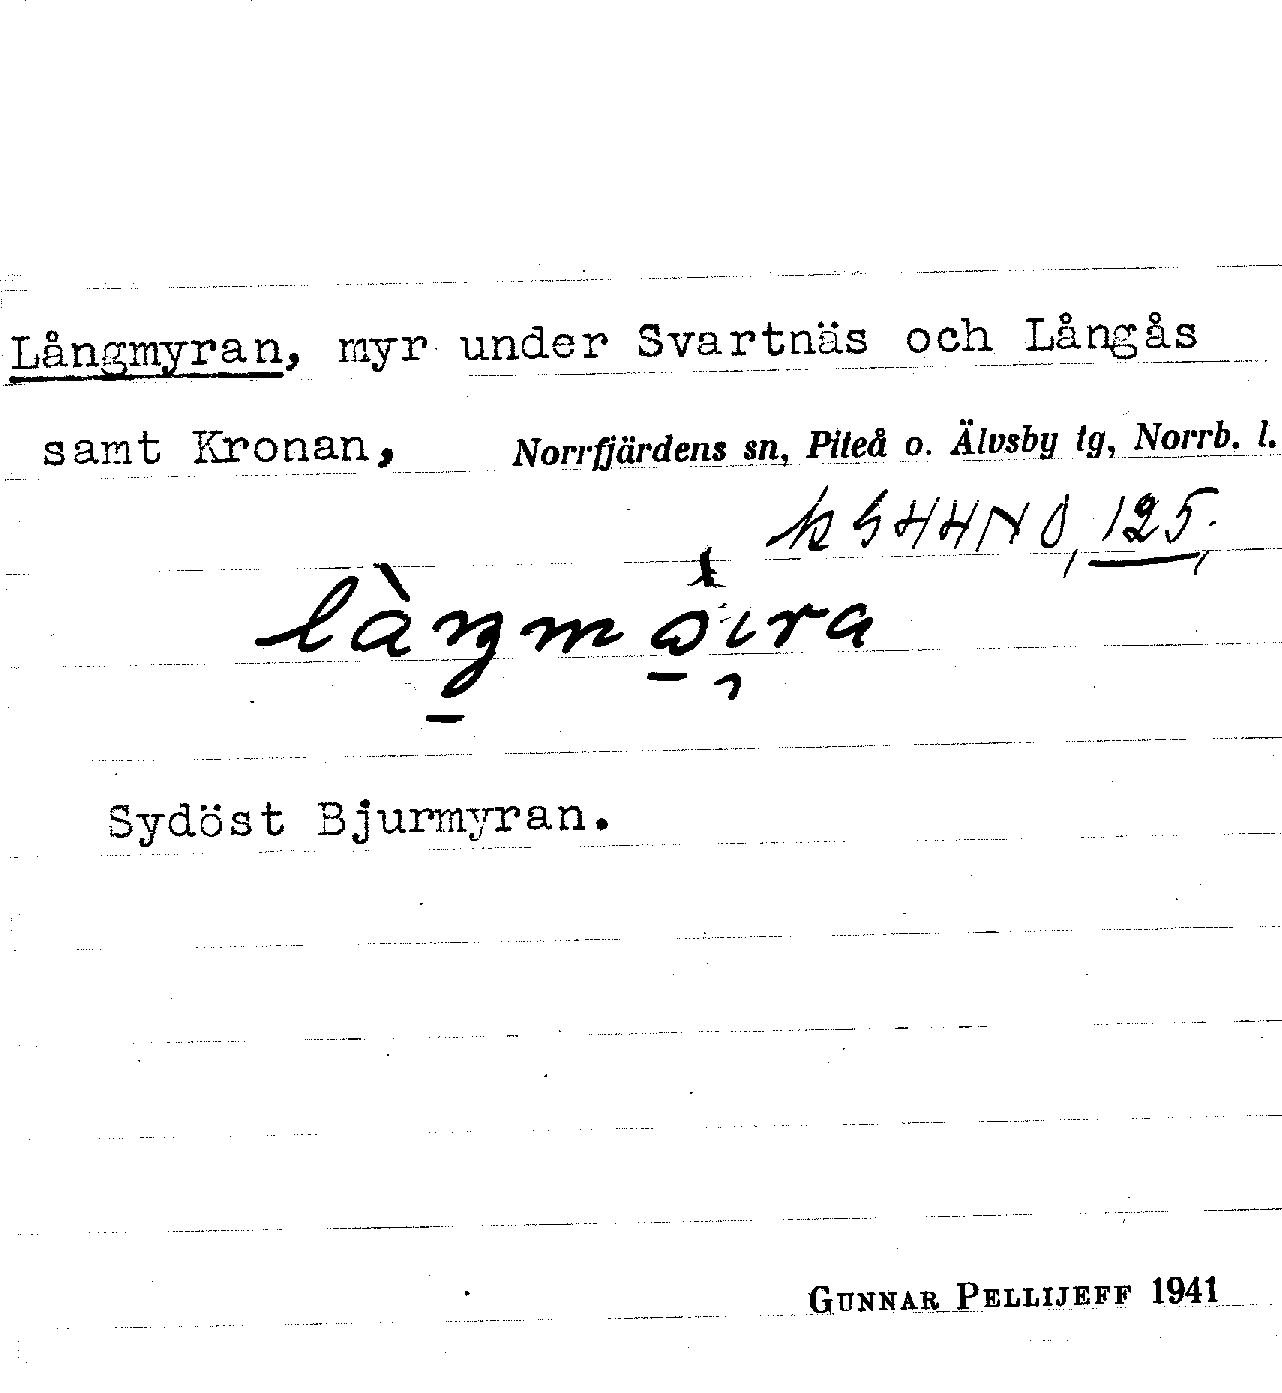 Långmyran, myr under Svartnäs och Långås
samt Kronan, Norrfjärdens sn, Piteå o. Älvsby tg, Norrb. l.
125.
Sydöst Bjurmyran.
GUNNAR PELLIJEFF 1941